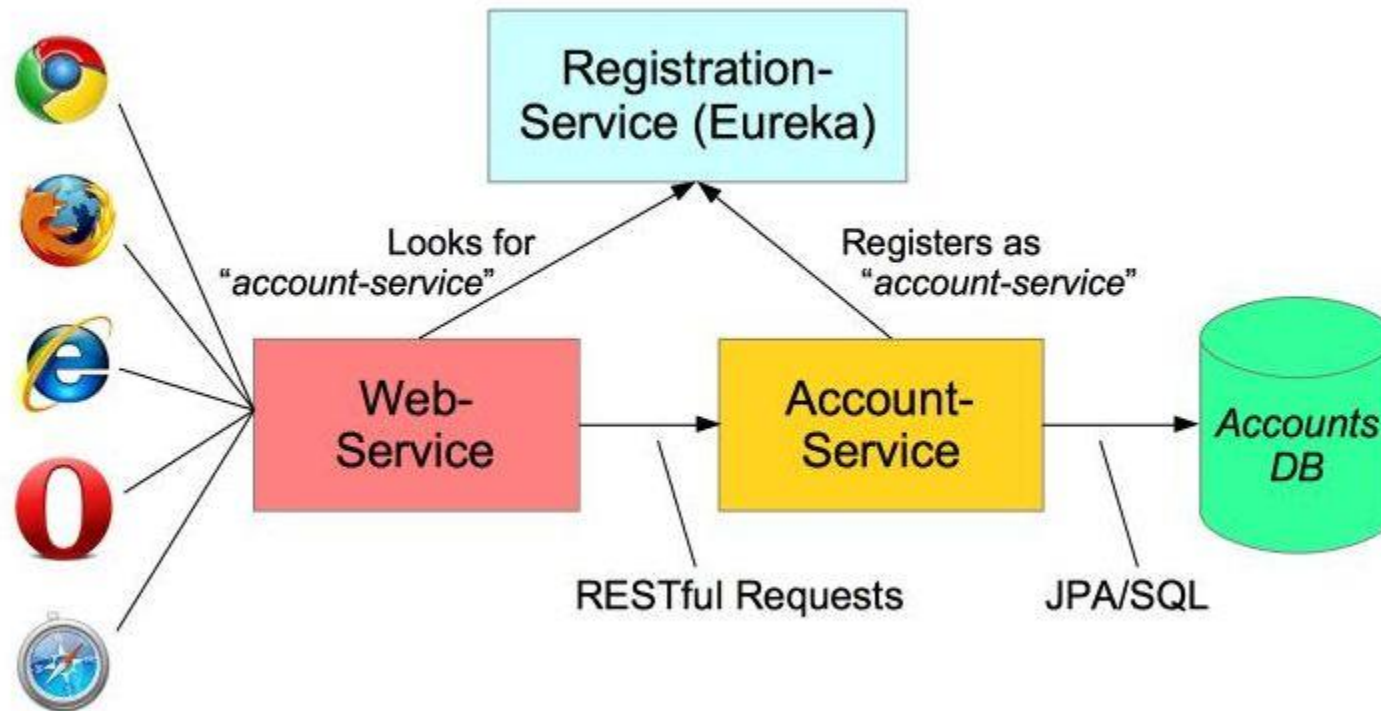 Registration-
Service (Eureka)
Looks for
“account-service”
Registers as
“account-service”
Web-
Service
Account-
Service
Accounts
DB
RESTful Requests
JPA/SQL